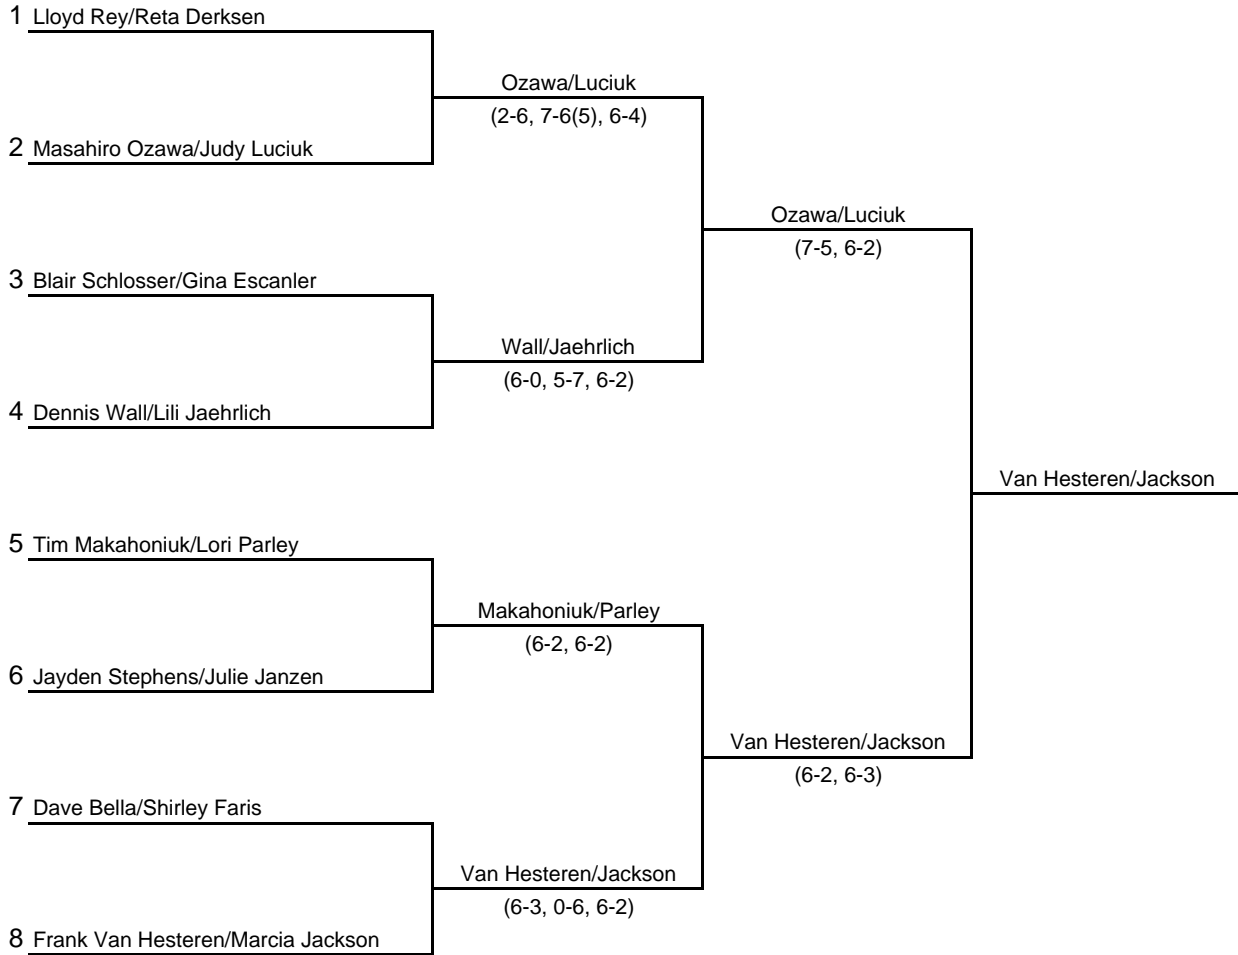 1 Lloyd Rey/Reta Derksen
Ozawa/Luciuk
(2-6, 7-6(5), 6-4)
2 Masahiro Ozawa/Judy Luciuk
Ozawa/Luciuk
(7-5, 6-2)
3 Blair Schlosser/Gina Escanler
Wall/Jaehrlich
(6-0, 5-7, 6-2)
4 Dennis Wall/Lili Jaehrlich
Van Hesteren/Jackson
5 Tim Makahoniuk/Lori Parley
Makahoniuk/Parley
(6-2, 6-2)
6 Jayden Stephens/Julie Janzen
Van Hesteren/Jackson
(6-2, 6-3)
7 Dave Bella/Shirley Faris
Van Hesteren/Jackson
(6-3, 0-6, 6-2)
8 Frank Van Hesteren/Marcia Jackson